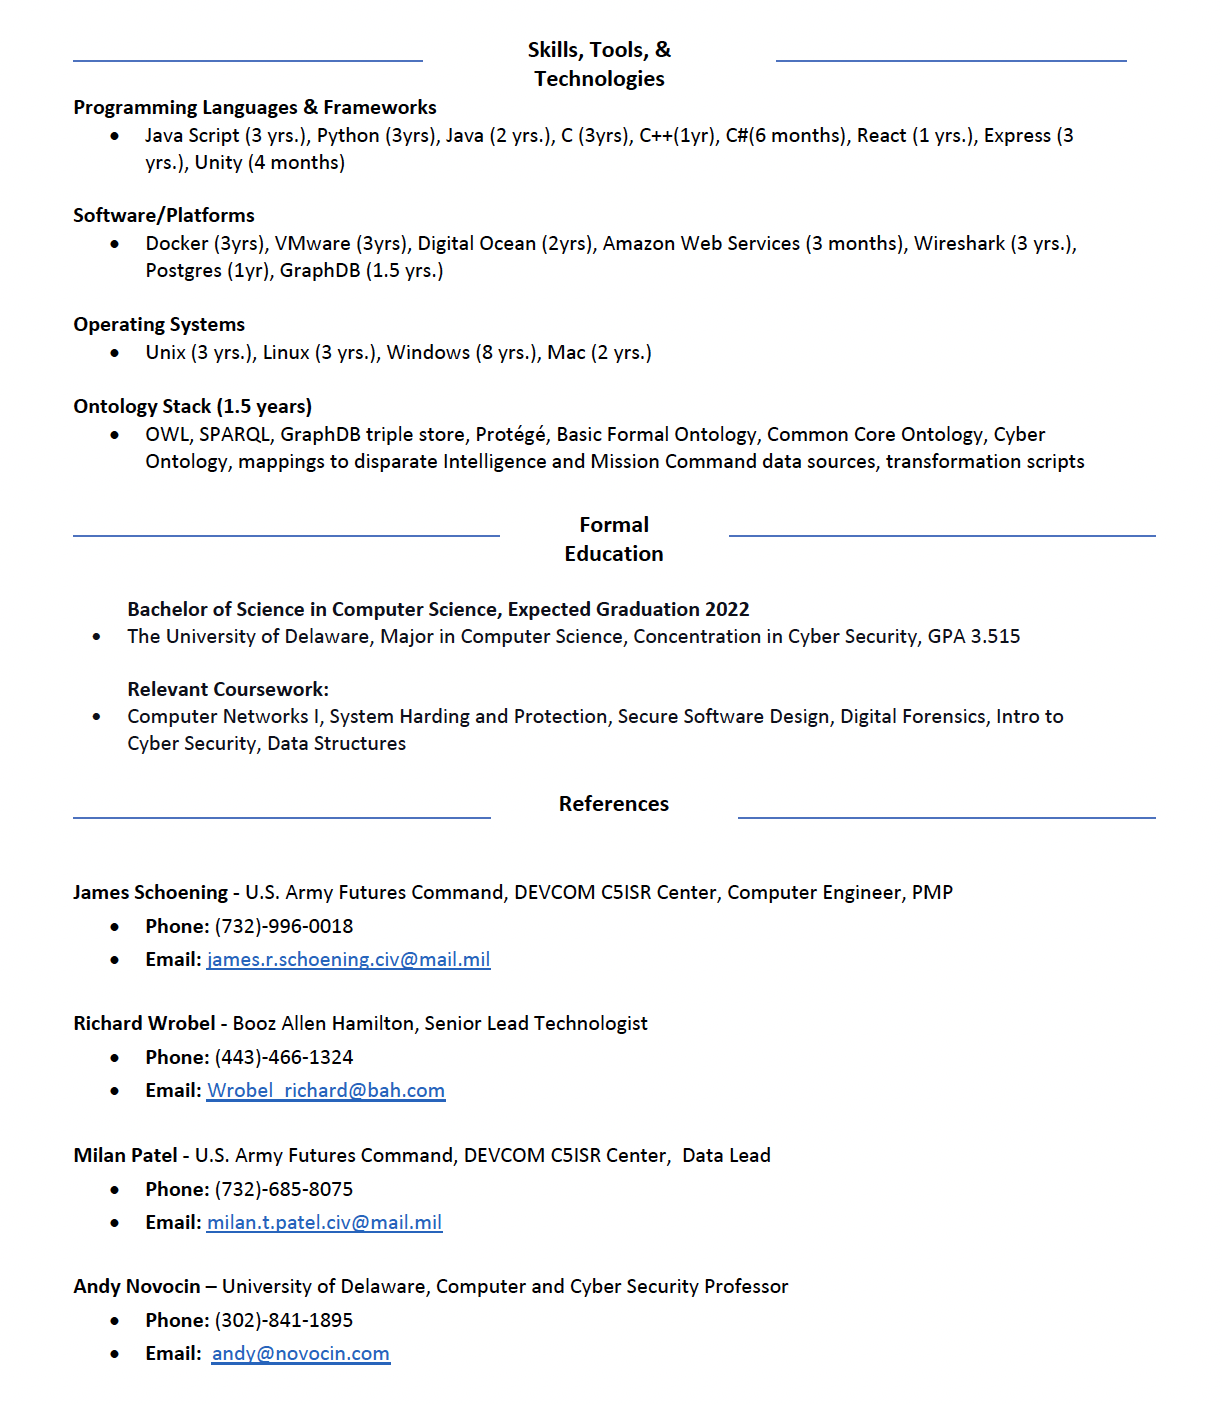 Skills, Tools, &
Technologies
Programming Languages & Frameworks
• Java Script (3 yrs.), Python (3yrs), Java (2 yrs.), C (3yrs), C++(1yr), C#(6 months), React (1 yrs.), Express (3
yrs.), Unity (4 months)
Software/Platforms
• Docker (3yrs), VMware (3yrs), Digital Ocean (2yrs), Amazon Web Services (3 months), Wireshark (3 yrs.),
Postgres (1yr), GraphDB (1.5 yrs.)
Operating Systems
• Unix (3 yrs.), Linux (3 yrs.), Windows (8 yrs.), Mac (2 yrs.)
Ontology Stack (1.5 years)
• OWL, SPARQL, GraphDB triple store, Protégé, Basic Formal Ontology, Common Core Ontology, Cyber
Ontology, mappings to disparate Intelligence and Mission Command data sources, transformation scripts
Formal
Education
Bachelor of Science in Computer Science, Expected Graduation 2022
• The University of Delaware, Major in Computer Science, Concentration in Cyber Security, GPA 3.515
Relevant Coursework:
• Computer Networks I, System Harding and Protection, Secure Software Design, Digital Forensics, Intro to
Cyber Security, Data Structures
References
James Schoening - U.S. Army Futures Command, DEVCOM C5ISR Center, Computer Engineer, PMP
• Phone: (732)-996-0018
• Email: james.r.schoening.civ@mail.mil
Richard Wrobel - Booz Allen Hamilton, Senior Lead Technologist
• Phone: (443)-466-1324
• Email: Wrobel_richard@bah.com
Milan Patel - U.S. Army Futures Command, DEVCOM C5ISR Center,  Data Lead
• Phone: (732)-685-8075
• Email: milan.t.patel.civ@mail.mil
Andy Novocin – University of Delaware, Computer and Cyber Security Professor
• Phone: (302)-841-1895
• Email:  andy@novocin.com